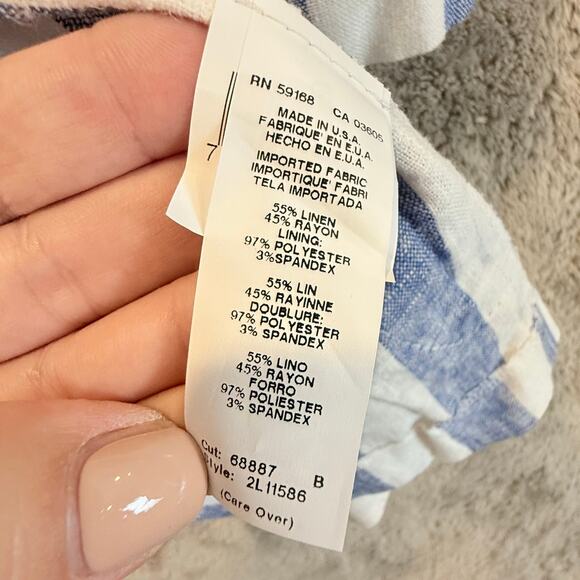 RN 59168 CA 03605
MADE IN U.S.A.
FABRIQUE' EN E.U.A.
HECHO EN E.U.A.
IMPORTED FABRIC
IMPORTIQUE' FABRI
TELA IMPORTADA
55% LINEN
45% RAYON
LINING:
97% POLYESTER
3%SPANDEX
55% LIN
45% RAYINNE
DOUBLURE:
97% POLYESTER
3% SPANDEX
55% LINO
45% RAYON
FORRO
97% POLIESTER
3% SPANDEX
Cut: 68887 B
Style: 2L11586
(Care Over)
7